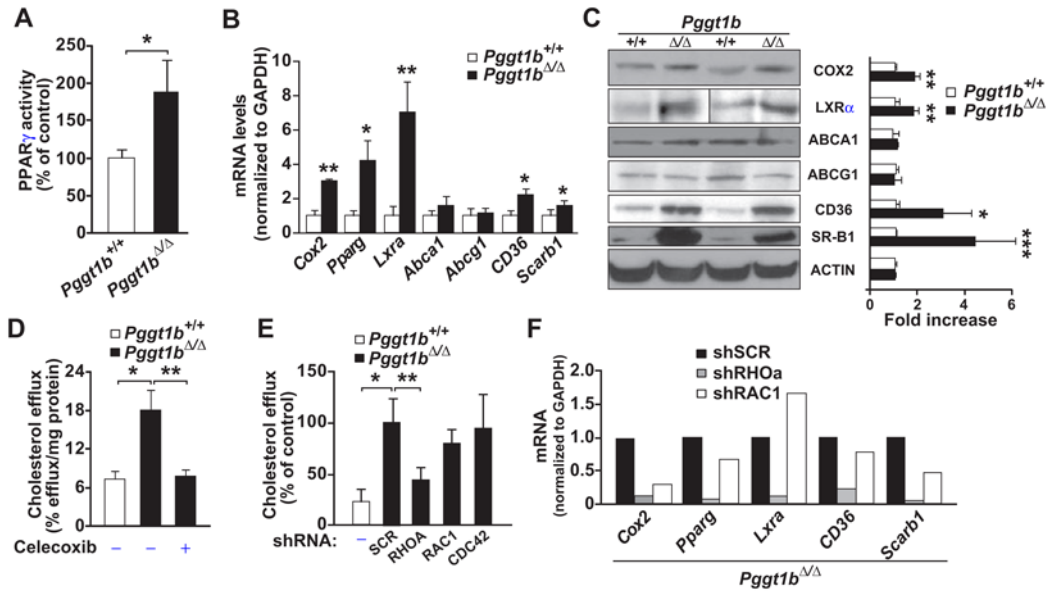 A
PPARγ activity
(% of control)
250
200
150
100
50
0
*
Pggt1b+/+
Pggt1bΔ/Δ
B
Pggt1b+/+
Pggt1bΔ/Δ
mRNA levels
(normalized to GAPDH)
10
8
6
4
2
0
** * ** * *
Cox2 Pparg Lxra Abca1 Abcg1 CD36 Scarb1
C
Pggt1b
+/+ Δ/Δ +/+ Δ/Δ
COX2
LXRα
ABCA1
ABCG1
CD36
SR-B1
ACTIN
Pggt1b+/+
Pggt1bΔ/Δ
**
**
*
***
0 2 4 6
Fold increase
D
Pggt1b+/+
Pggt1bΔ/Δ
Cholesterol efflux
(% efflux/mg protein)
24
18
12
6
0
* **
Celecoxib – – +
E
Pggt1b+/+
Pggt1bΔ/Δ
Cholesterol efflux
(% of control)
150
100
50
0
* **
shRNA: – SCR RHOA RAC1 CDC42
F
shSCR
shRHOa
shRAC1
mRNA
(normalized to GAPDH)
2.0
1.5
1.0
0.5
0
Cox2 Pparg Lxra CD36 Scarb1
Pggt1bΔ/Δ